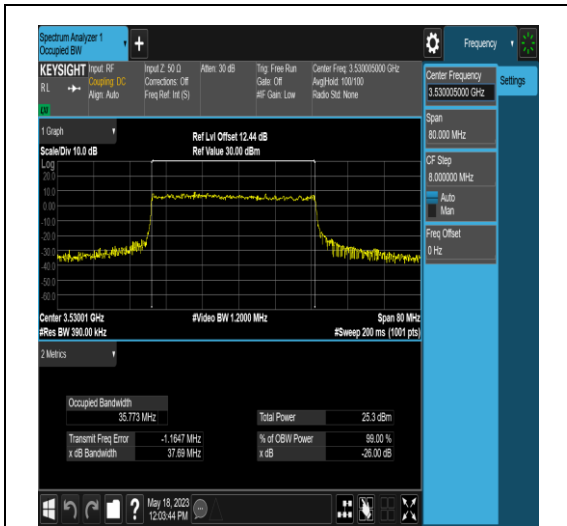 Spectrum Analyzer 1
Occupied BW
Frequency
KEYSIGHT
R L
Input: RF
Coupling: DC
Align: Auto
Input Z: 50 Ω
Corrections: Off
Freq Ref: Int (S)
Atten: 30 dB
Trig: Free Run
Gate: Off
#IF Gain: Low
Center Freq: 3.530005000 GHz
Avg|Hold: 100/100
Radio Std: None
Center Frequency
3.530005000 GHz
Settings
Span
80.000 MHz
CF Step
8.000000 MHz
Auto
Man
Freq Offset
0 Hz
1 Graph
Scale/Div 10.0 dB
Ref Lvl Offset 12.44 dB
Ref Value 30.00 dBm
Log
20.0
10.0
0.00
-10.0
-20.0
-30.0
-40.0
-50.0
-60.0
Center 3.53001 GHz
#Res BW 390.00 kHz
#Video BW 1.2000 MHz
Span 80 MHz
#Sweep 200 ms (1001 pts)
2 Metrics
Occupied Bandwidth
35.773 MHz
Total Power 25.3 dBm
Transmit Freq Error -1.1647 MHz
% of OBW Power 99.00 %
x dB Bandwidth 37.69 MHz
x dB -26.00 dB
May 18, 2023
12:03:44 PM